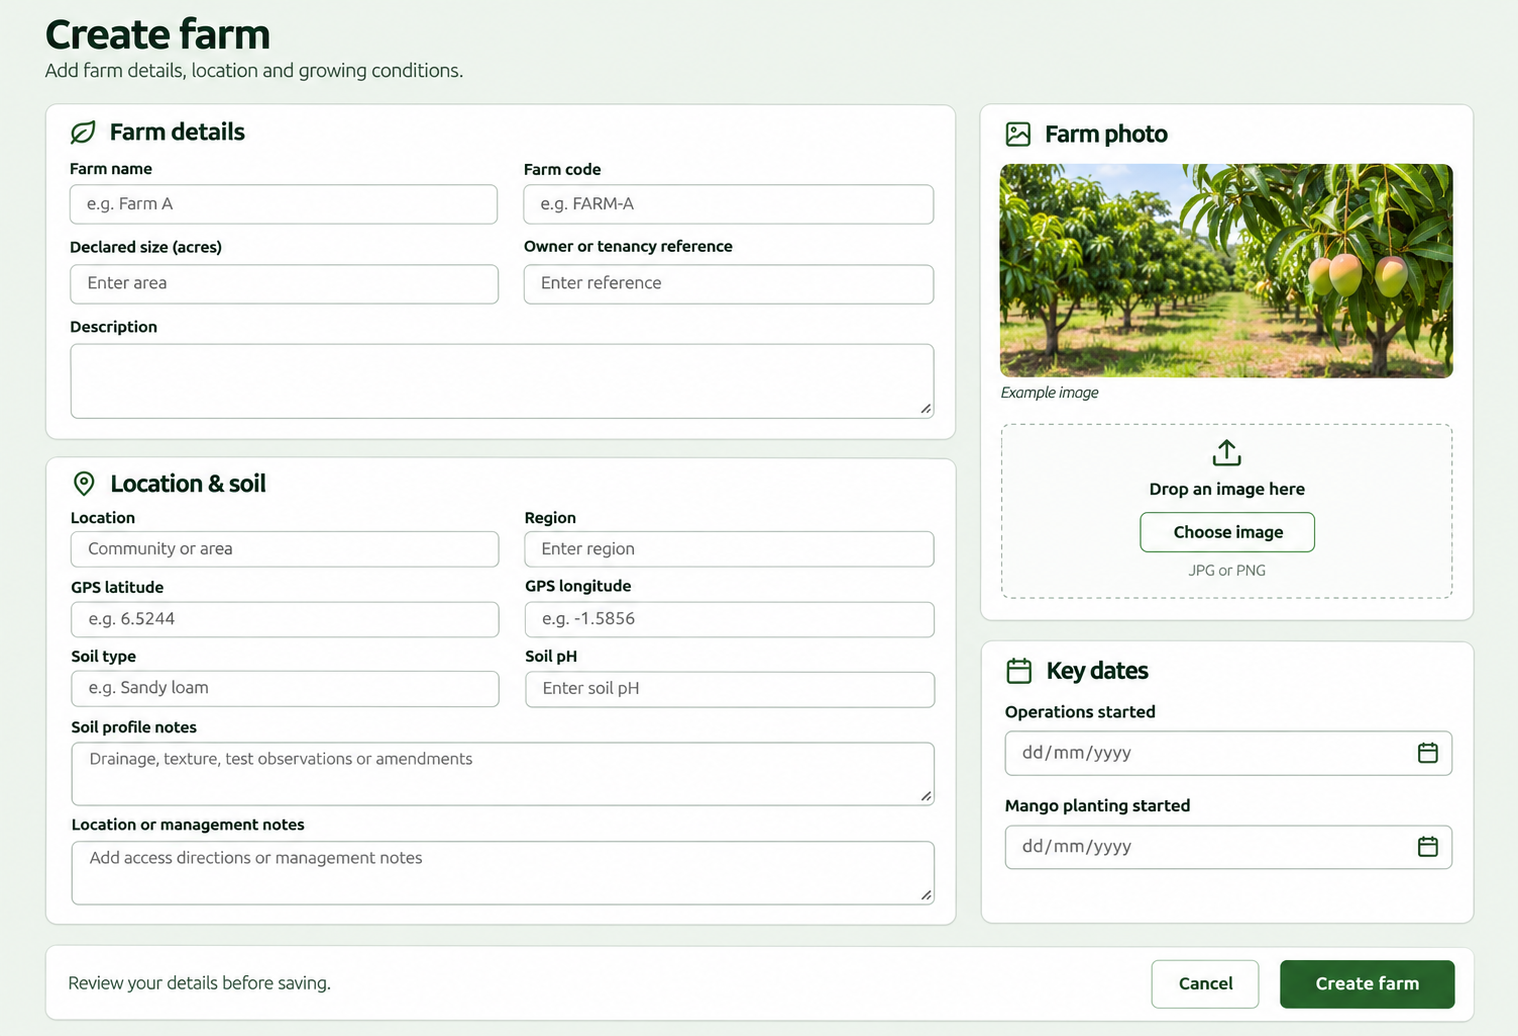 Create farm
Add farm details, location and growing conditions.
Farm details
Farm name
Farm code
e.g. Farm A
e.g. FARM-A
Declared size (acres)
Owner or tenancy reference
Enter area
Enter reference
Description
Location & soil
Location
Region
Community or area
Enter region
GPS latitude
GPS longitude
e.g. 6.5244
e.g. -1.5856
Soil type
Soil pH
e.g. Sandy loam
Enter soil pH
Soil profile notes
Drainage, texture, test observations or amendments
Location or management notes
Add access directions or management notes
Farm photo
Example image
Drop an image here
Choose image
JPG or PNG
Key dates
Operations started
dd/mm/yyyy
Mango planting started
dd/mm/yyyy
Review your details before saving.
Cancel
Create farm